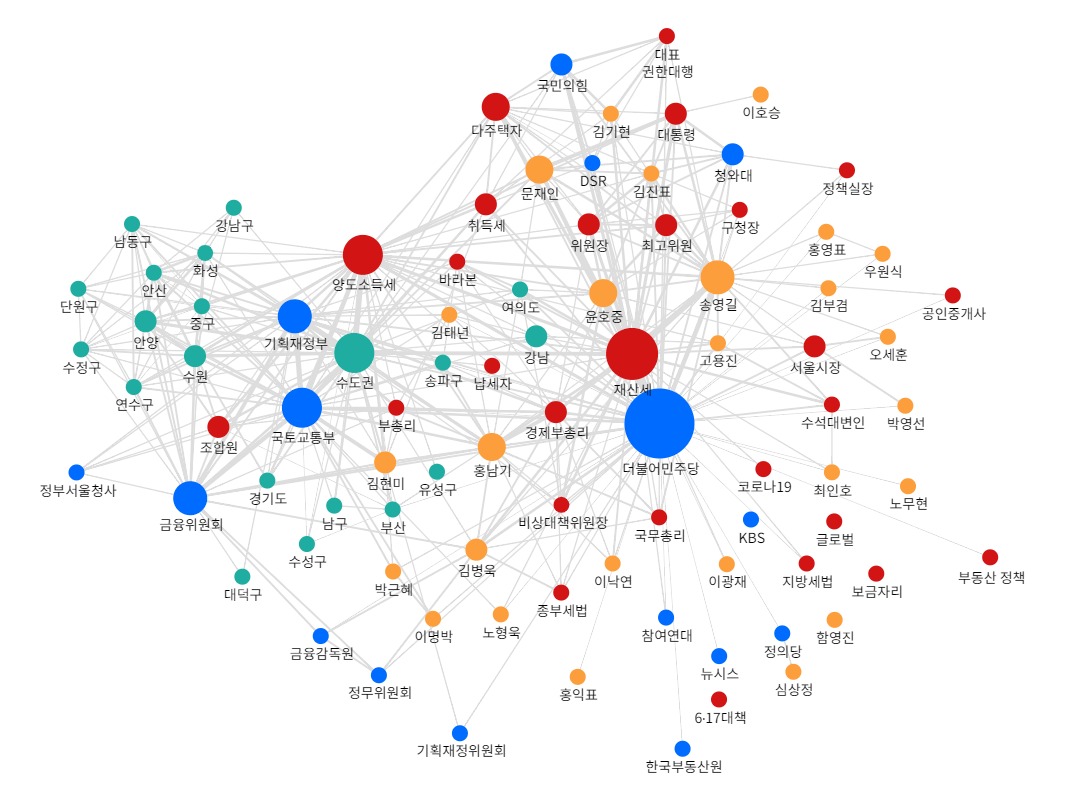 대표
권한대행
국민의힘
이호승
다주택자
김기현
대통령
청와대
DSR
김진표
정책실장
문재인
강남구
취득세
구청장
남동구
위원장
최고위원
홍영표
화성
우원식
바라본
안산
양도소득세
여의도
송영길
김부겸
단원구
공인중개사
중구
윤호중
김태년
안양
기획재정부
강남
고용진
오세훈
수정구
수원
수도권
송파구
납세자
재산세
서울시장
연수구
부총리
경제부총리
수석대변인
박영선
국토교통부
조합원
더불어민주당
홍남기
코로나19
정부서울청사
김현미
유성구
최인호
노무현
경기도
금융위원회
남구
부산
비상대책위원장
국무총리
KBS
글로벌
수성구
김병욱
부동산 정책
이낙연
이광재
지방세법
보금자리
대덕구
박근혜
종부세법
이명박
노형욱
참여연대
함영진
금융감독원
정의당
뉴시스
정무위원회
홍익표
심상정
6·17대책
기획재정위원회
한국부동산원